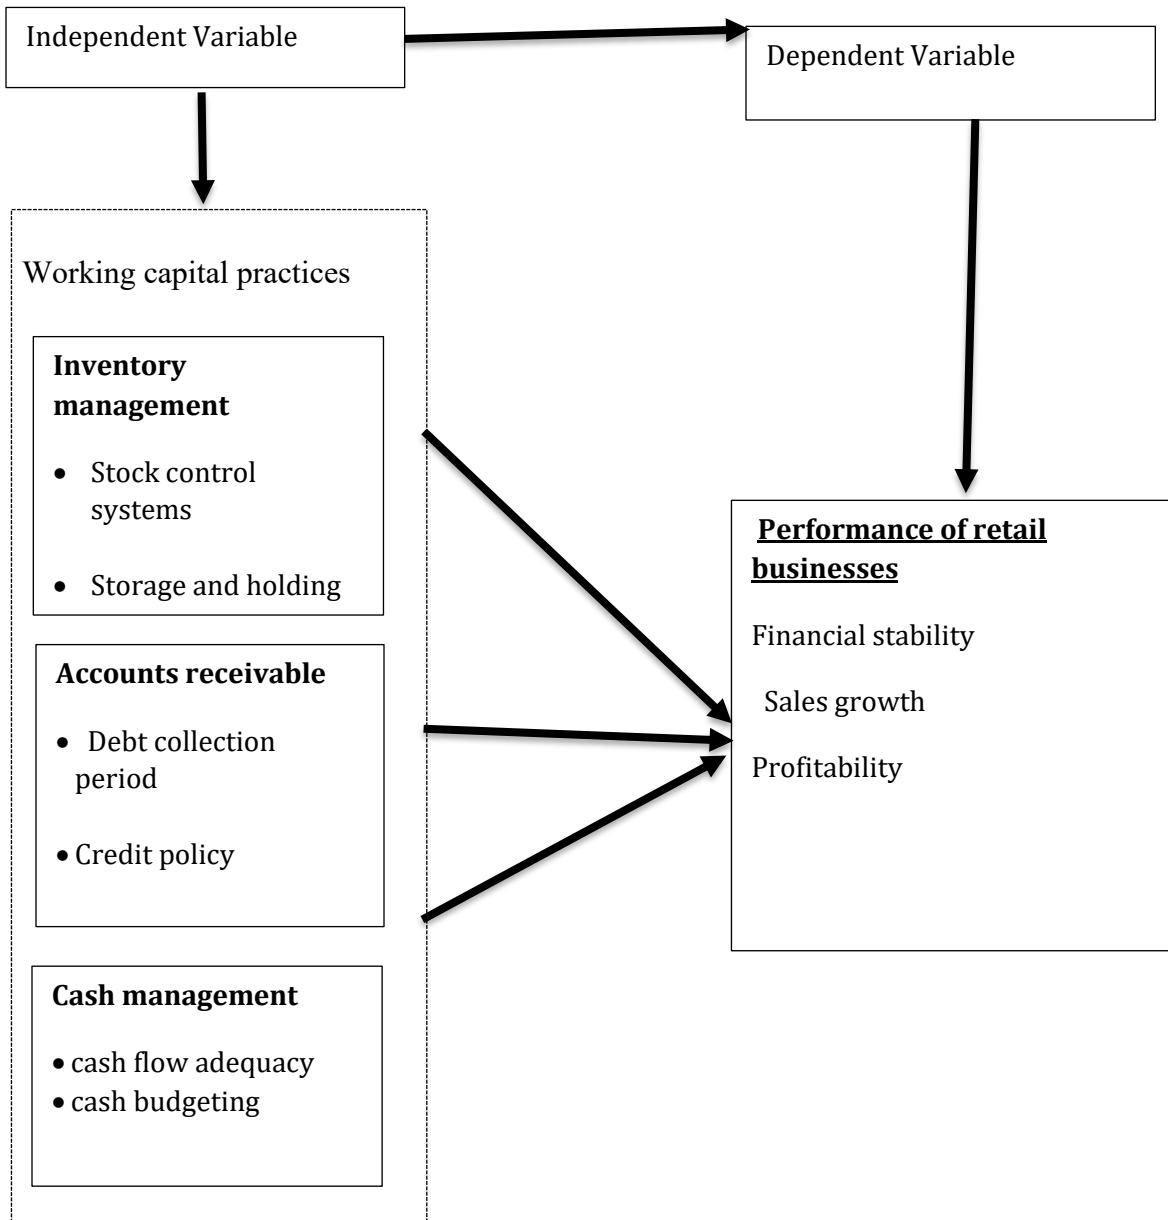 Independent Variable
Dependent Variable
Working capital practices
Inventory
management
• Stock control
systems
• Storage and holding
Accounts receivable
• Debt collection
period
• Credit policy
Cash management
• cash flow adequacy
• cash budgeting
Performance of retail
businesses
Financial stability
Sales growth
Profitability